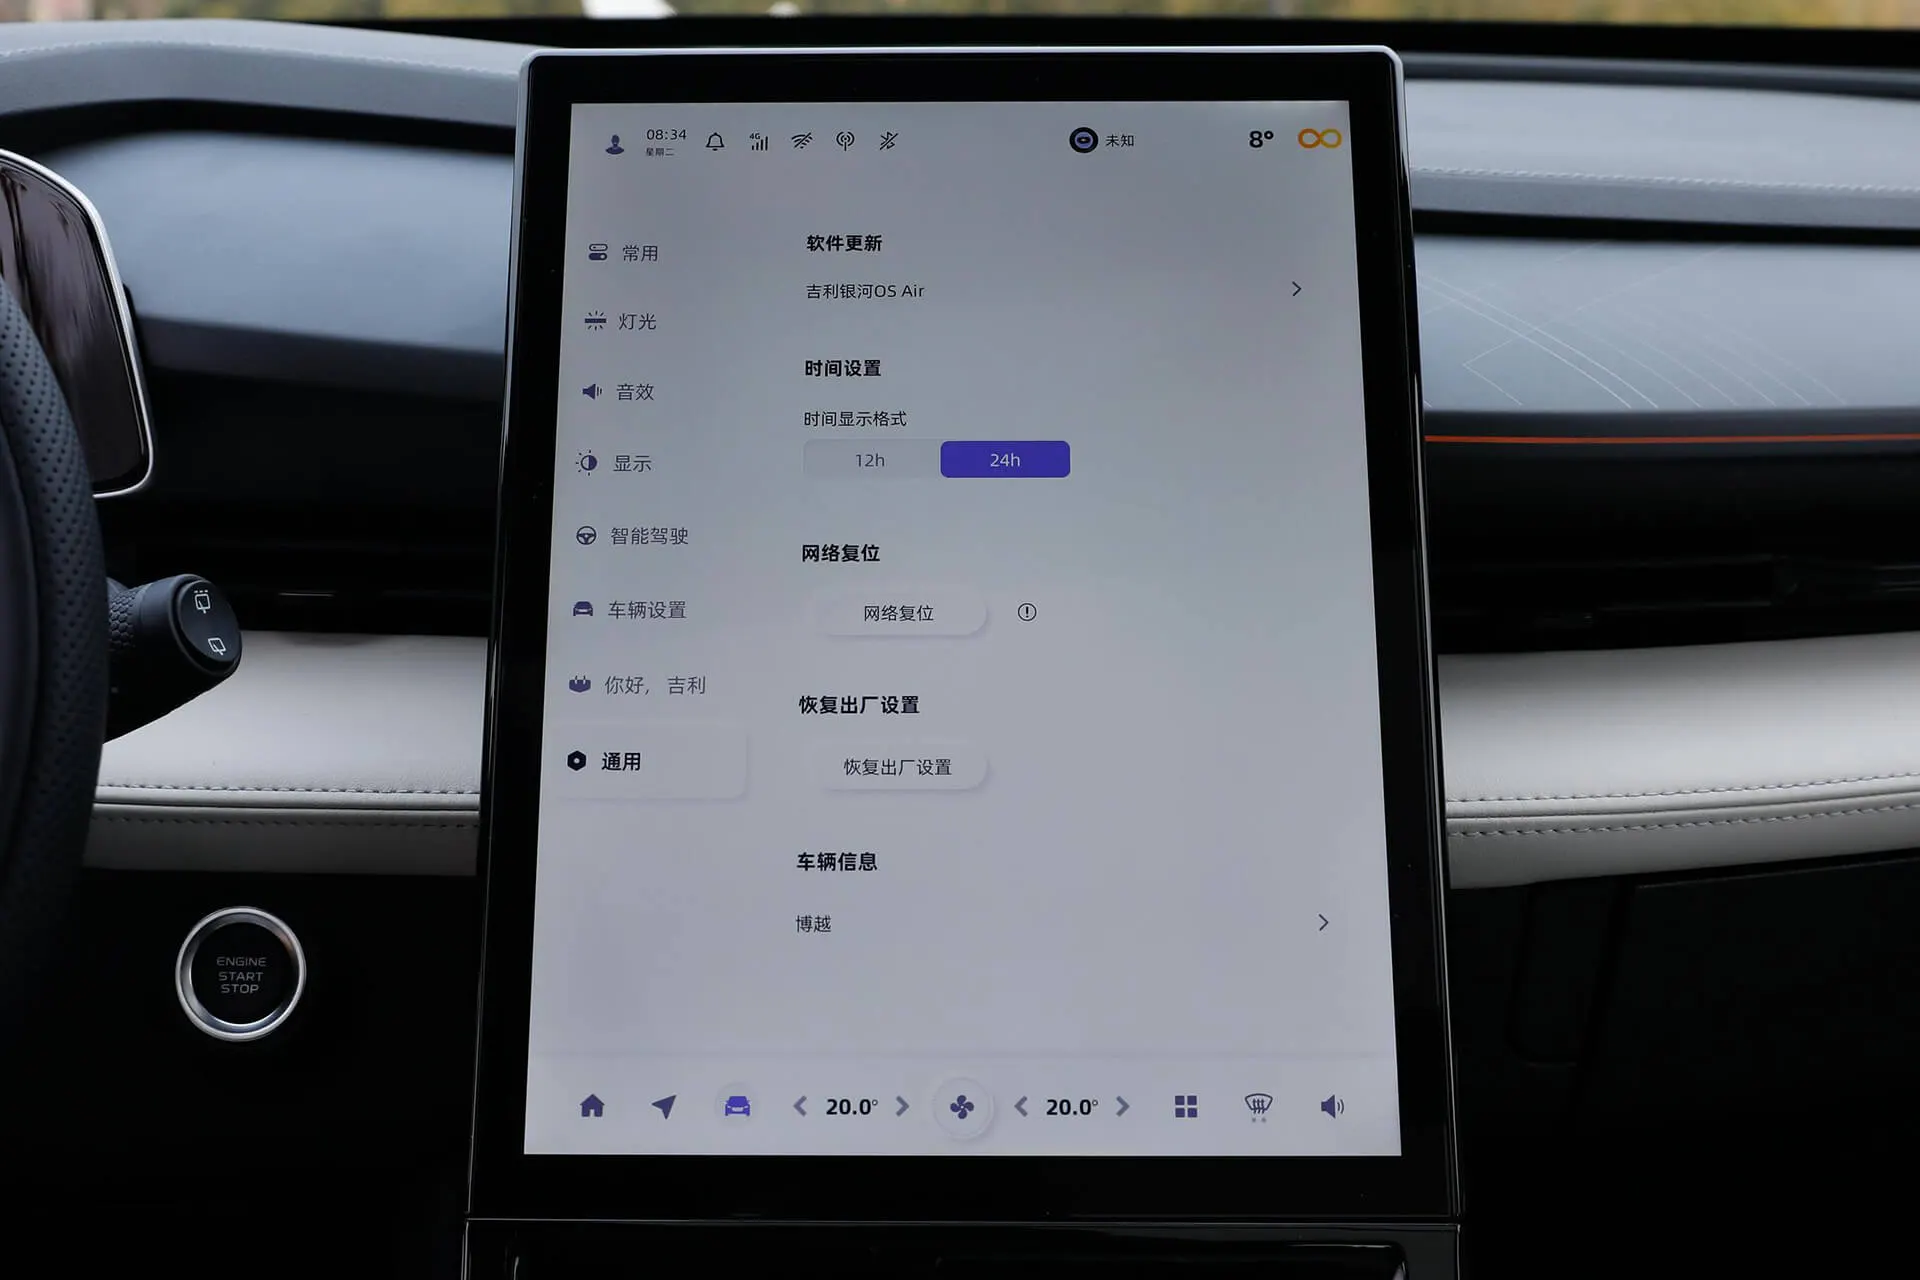 08:34
星期二
4G
未知
8°
常用
灯光
音效
显示
智能驾驶
车辆设置
你好，吉利
通用
软件更新
吉利银河OS Air
时间设置
时间显示格式
12h
24h
网络复位
网络复位
恢复出厂设置
恢复出厂设置
车辆信息
博越
20.0°
20.0°
ENGINE
START
STOP